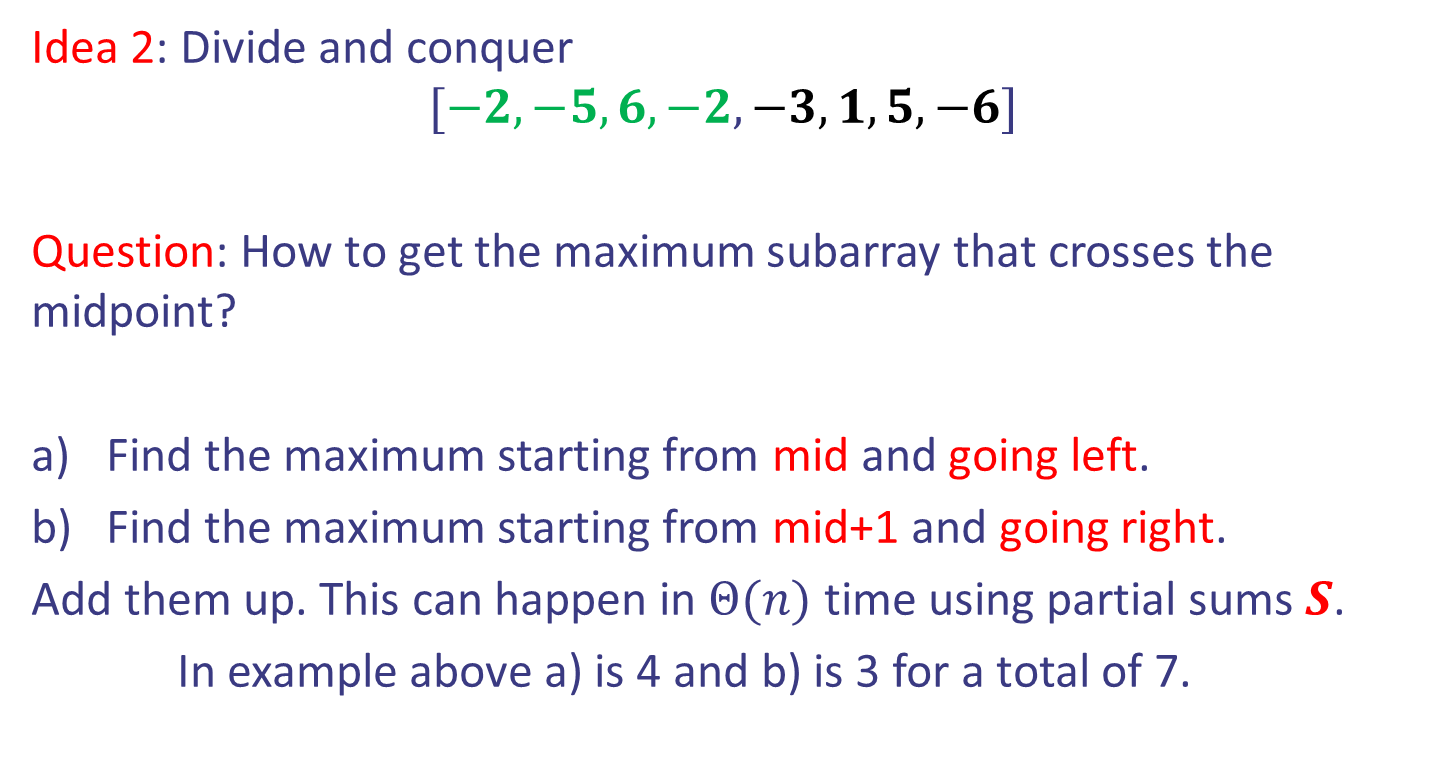 Idea 2: Divide and conquer
[−2, −5, 6, −2, −3, 1, 5, −6]
Question: How to get the maximum subarray that crosses the
midpoint?
a) Find the maximum starting from mid and going left.
b) Find the maximum starting from mid+1 and going right.
Add them up. This can happen in Θ(n) time using partial sums S.
In example above a) is 4 and b) is 3 for a total of 7.